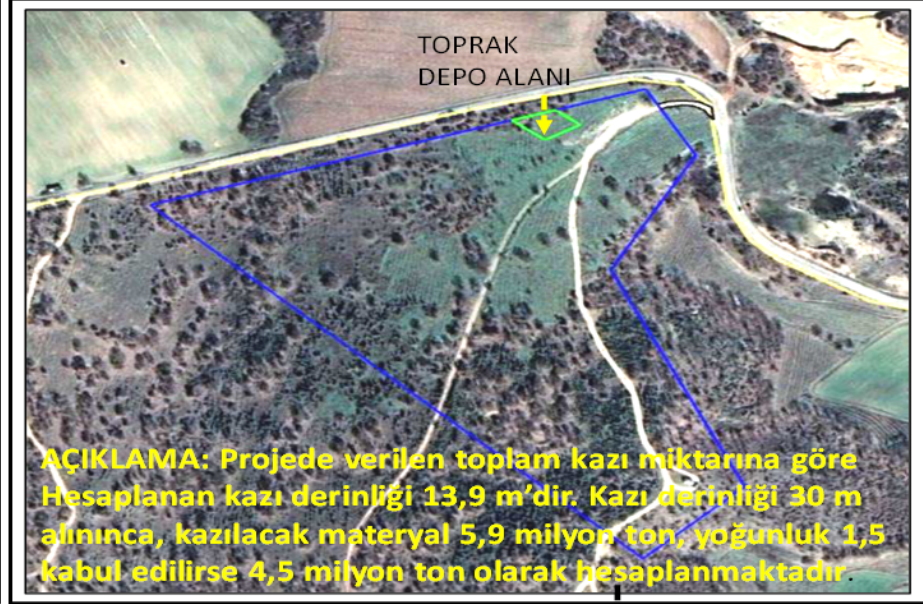 TOPRAK
DEPO ALANI
AÇIKLAMA: Projede verilen toplam kazı miktarına göre
Hesaplanan kazı derinliği 13,9 m’dir. Kazı derinliği 30 m
alınınca, kazılacak materyal 5,9 milyon ton, yoğunluk 1,5
kabul edilirse 4,5 milyon ton olarak hesaplanmaktadır.